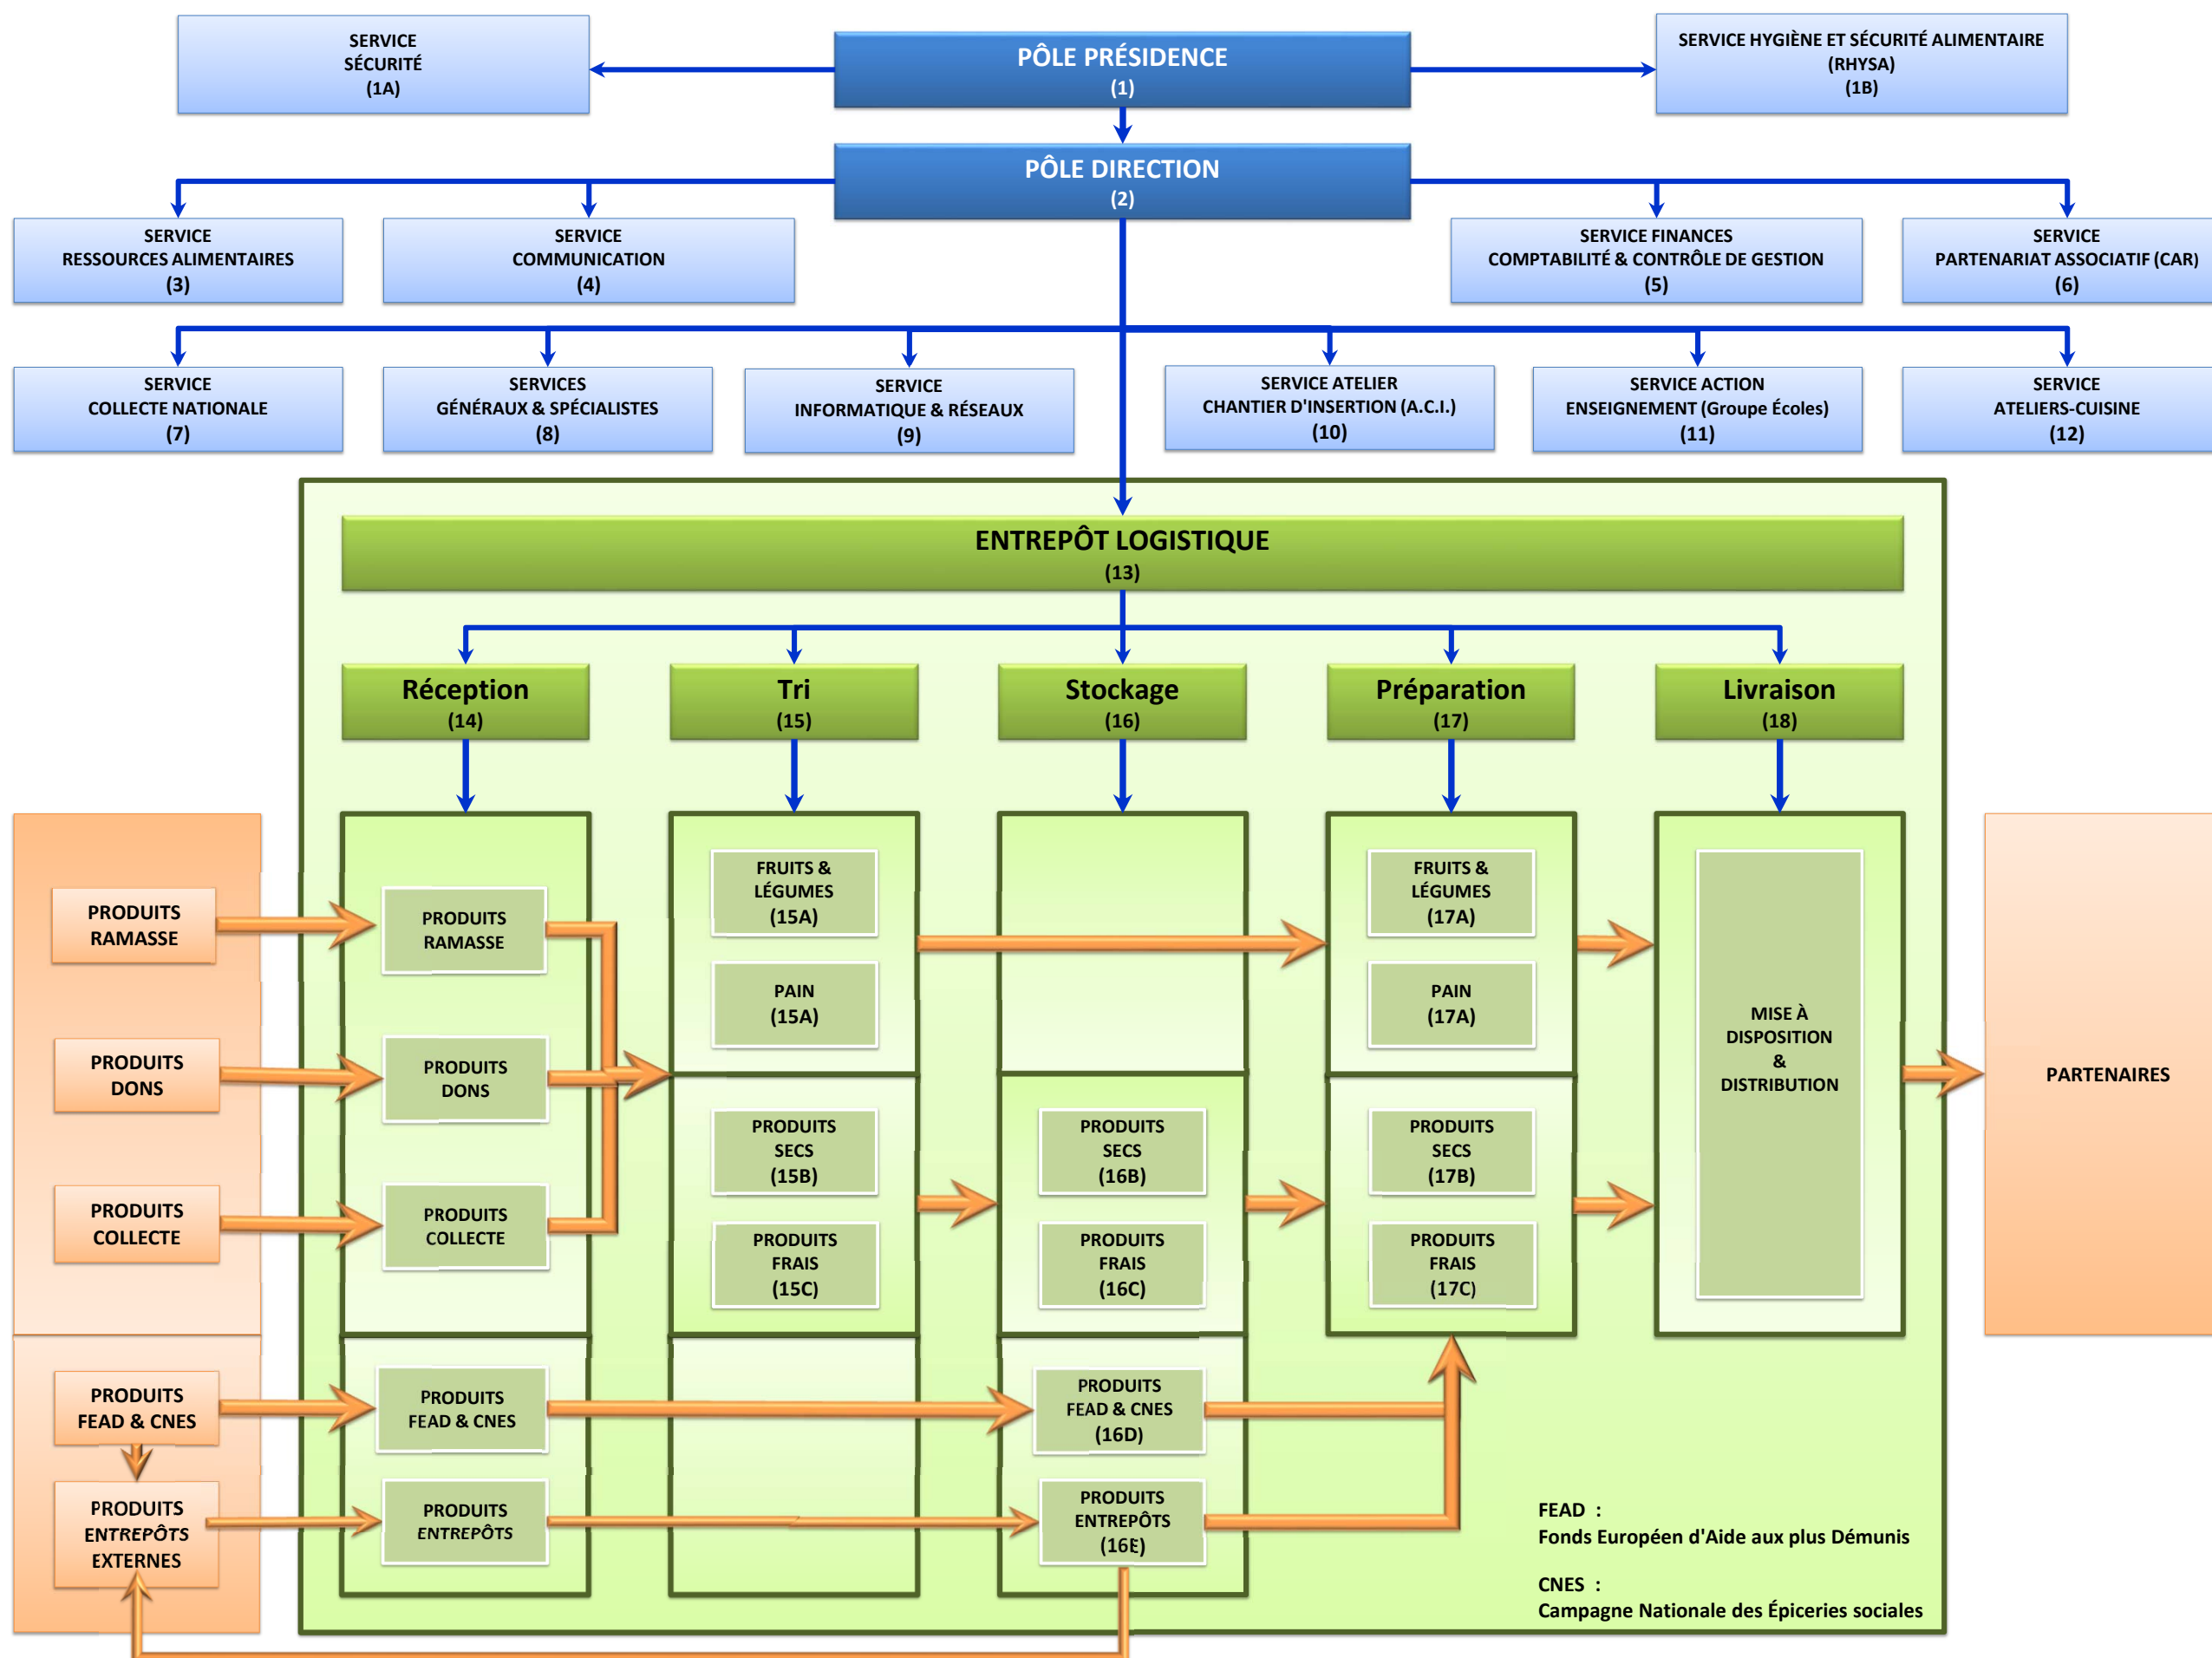 SERVICE
SÉCURITÉ
(1A)
PÔLE PRÉSIDENCE
(1)
SERVICE HYGIÈNE ET SÉCURITÉ ALIMENTAIRE
(RHYSA)
(1B)
PÔLE DIRECTION
(2)
SERVICE
RESSOURCES ALIMENTAIRES
(3)
SERVICE
COMMUNICATION
(4)
SERVICE FINANCES
COMPTABILITÉ & CONTRÔLE DE GESTION
(5)
SERVICE
PARTENARIAT ASSOCIATIF (CAR)
(6)
SERVICE
COLLECTE NATIONALE
(7)
SERVICES
GÉNÉRAUX & SPÉCIALISTES
(8)
SERVICE
INFORMATIQUE & RÉSEAUX
(9)
SERVICE ATELIER
CHANTIER D'INSERTION (A.C.I.)
(10)
SERVICE ACTION
ENSEIGNEMENT (Groupe Écoles)
(11)
SERVICE
ATELIERS-CUISINE
(12)
ENTREPÔT LOGISTIQUE
(13)
Réception
(14)
Tri
(15)
Stockage
(16)
Préparation
(17)
Livraison
(18)
PRODUITS
RAMASSE
PRODUITS
DONS
PRODUITS
COLLECTE
PRODUITS
FEAD & CNES
PRODUITS
ENTREPÔTS
EXTERNES
PRODUITS
RAMASSE
PRODUITS
DONS
PRODUITS
COLLECTE
PRODUITS
FEAD & CNES
PRODUITS
ENTREPÔTS
FRUITS &
LÉGUMES
(15A)
PAIN
(15A)
PRODUITS
SECS
(15B)
PRODUITS
FRAIS
(15C)
PRODUITS
SECS
(16B)
PRODUITS
FRAIS
(16C)
PRODUITS
FEAD & CNES
(16D)
PRODUITS
ENTREPÔTS
(16E)
FRUITS &
LÉGUMES
(17A)
PAIN
(17A)
PRODUITS
SECS
(17B)
PRODUITS
FRAIS
(17C)
MISE À
DISPOSITION
&
DISTRIBUTION
PARTENAIRES
FEAD :
Fonds Européen d'Aide aux plus Démunis
CNES :
Campagne Nationale des Épiceries sociales